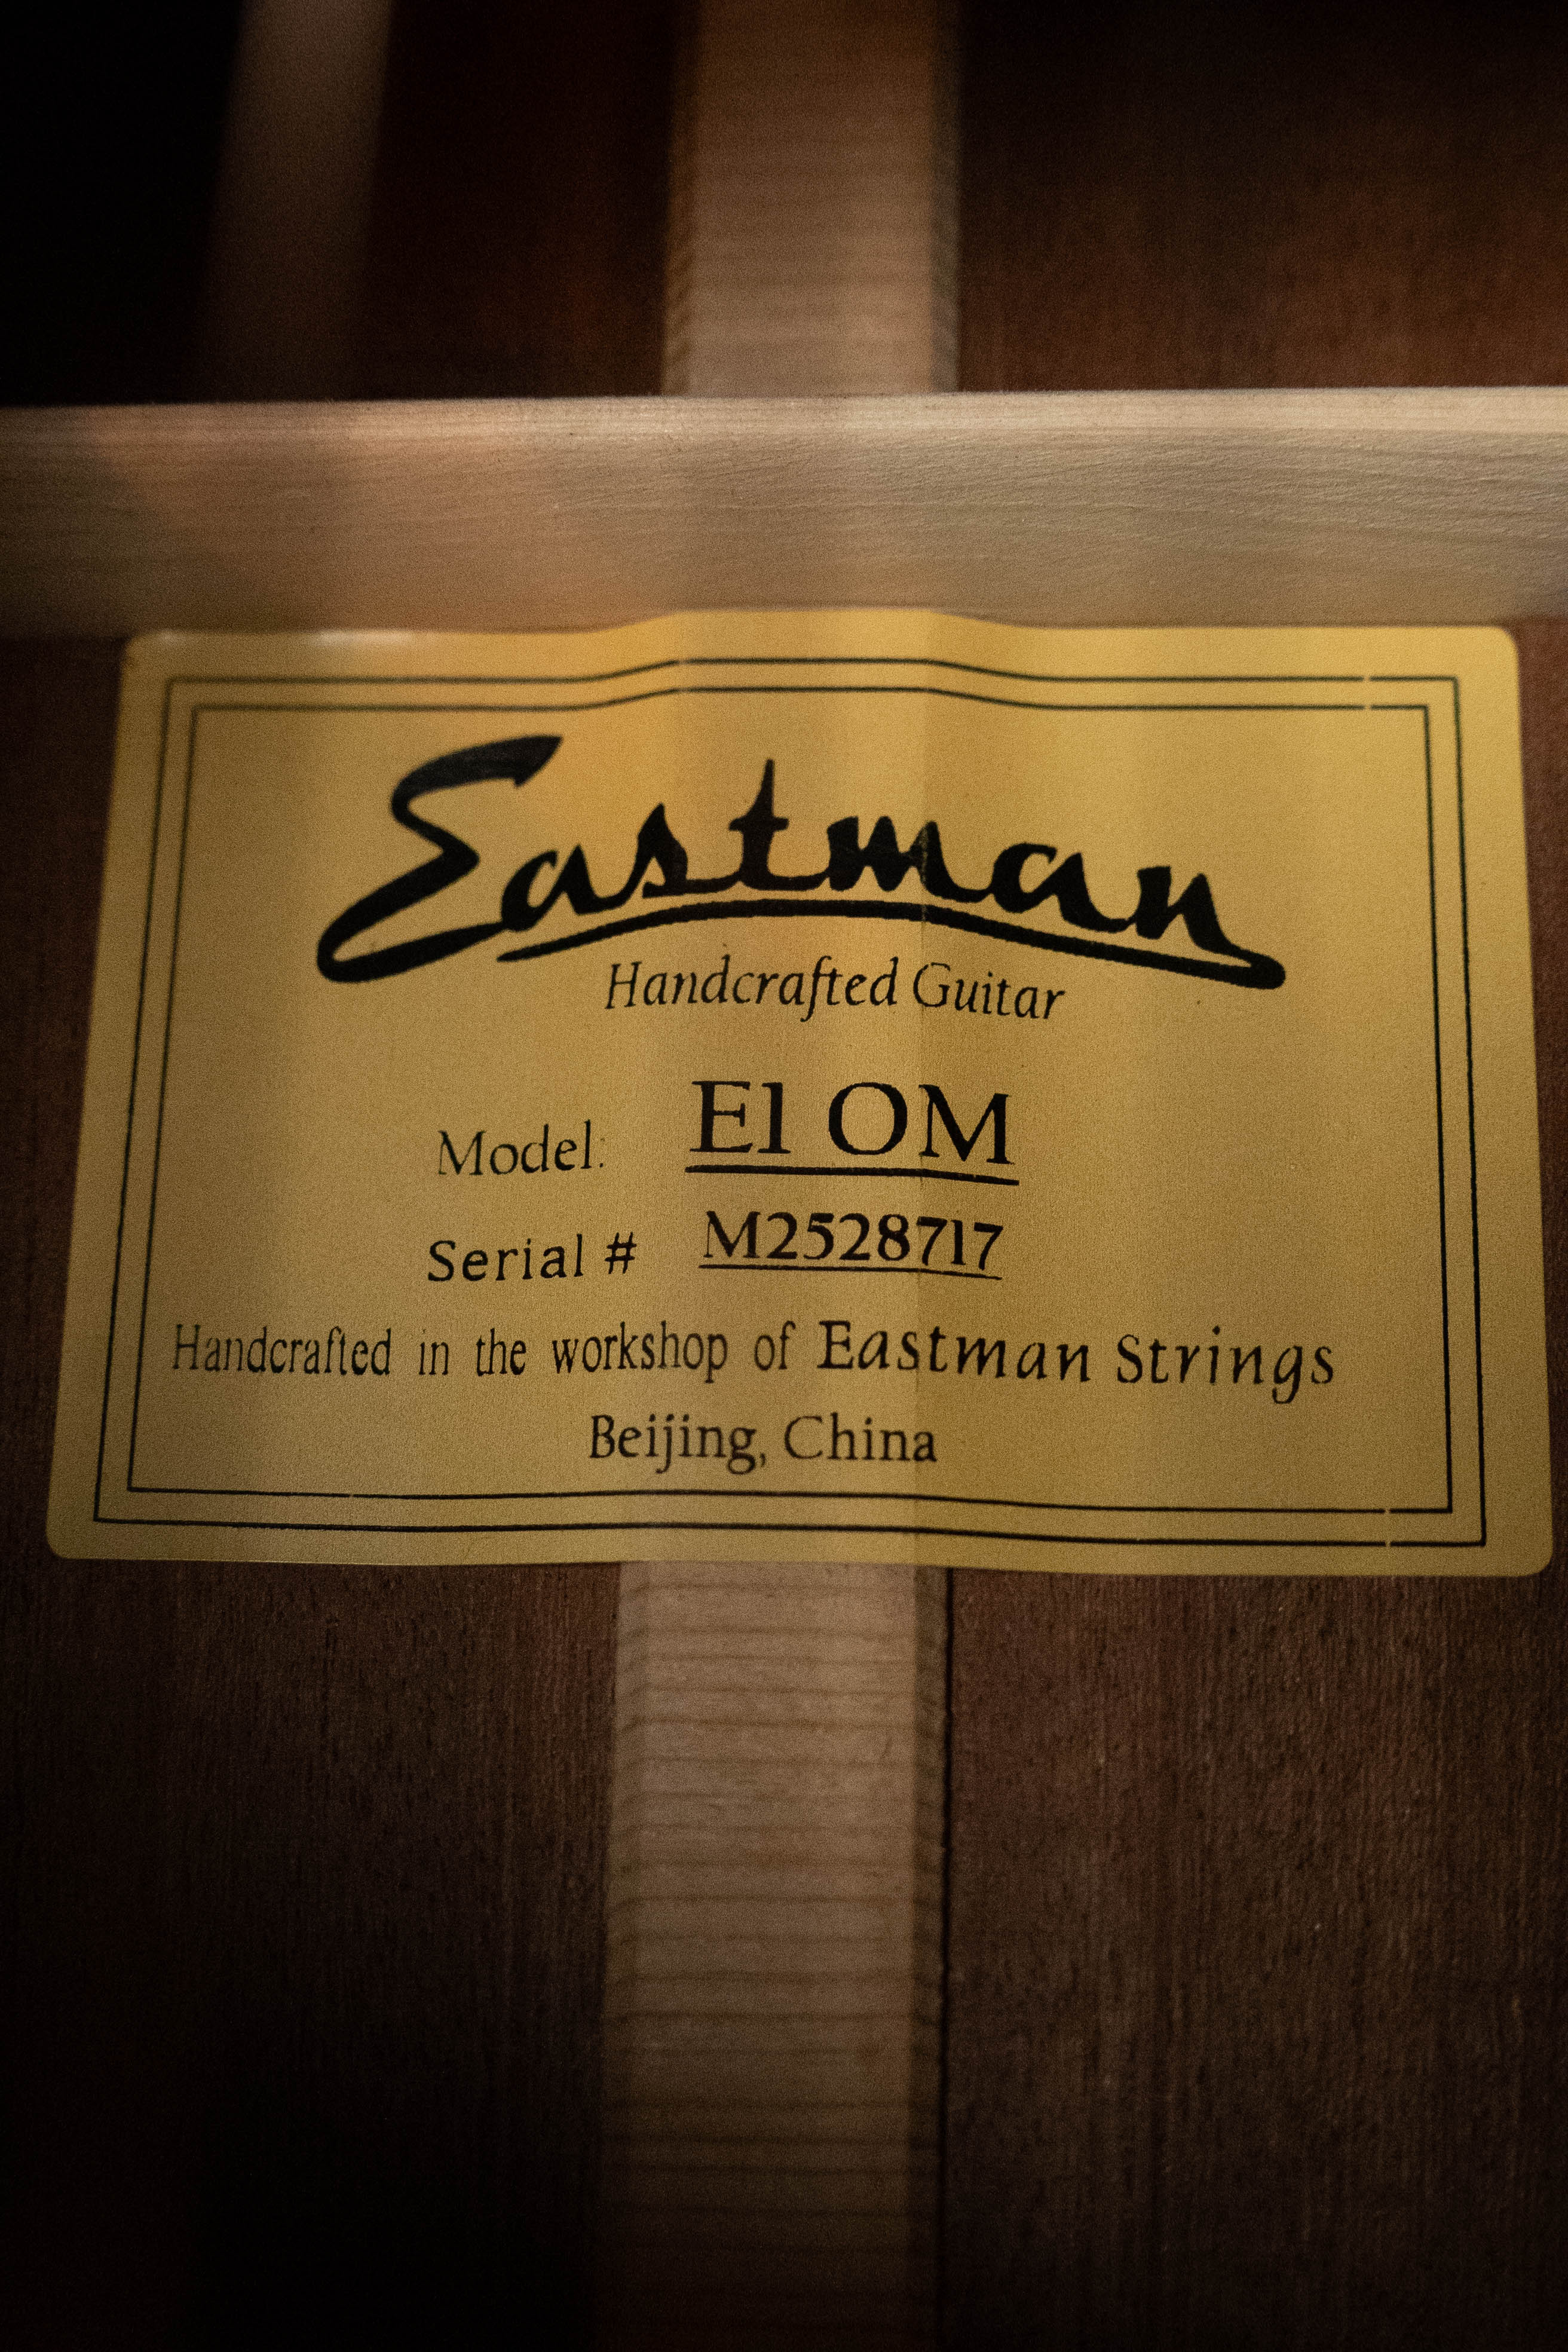 Eastman
Handcrafted Guitar
Model: E1 OM
Serial # M2528717
Handcrafted in the workshop of Eastman Strings
Beijing, China